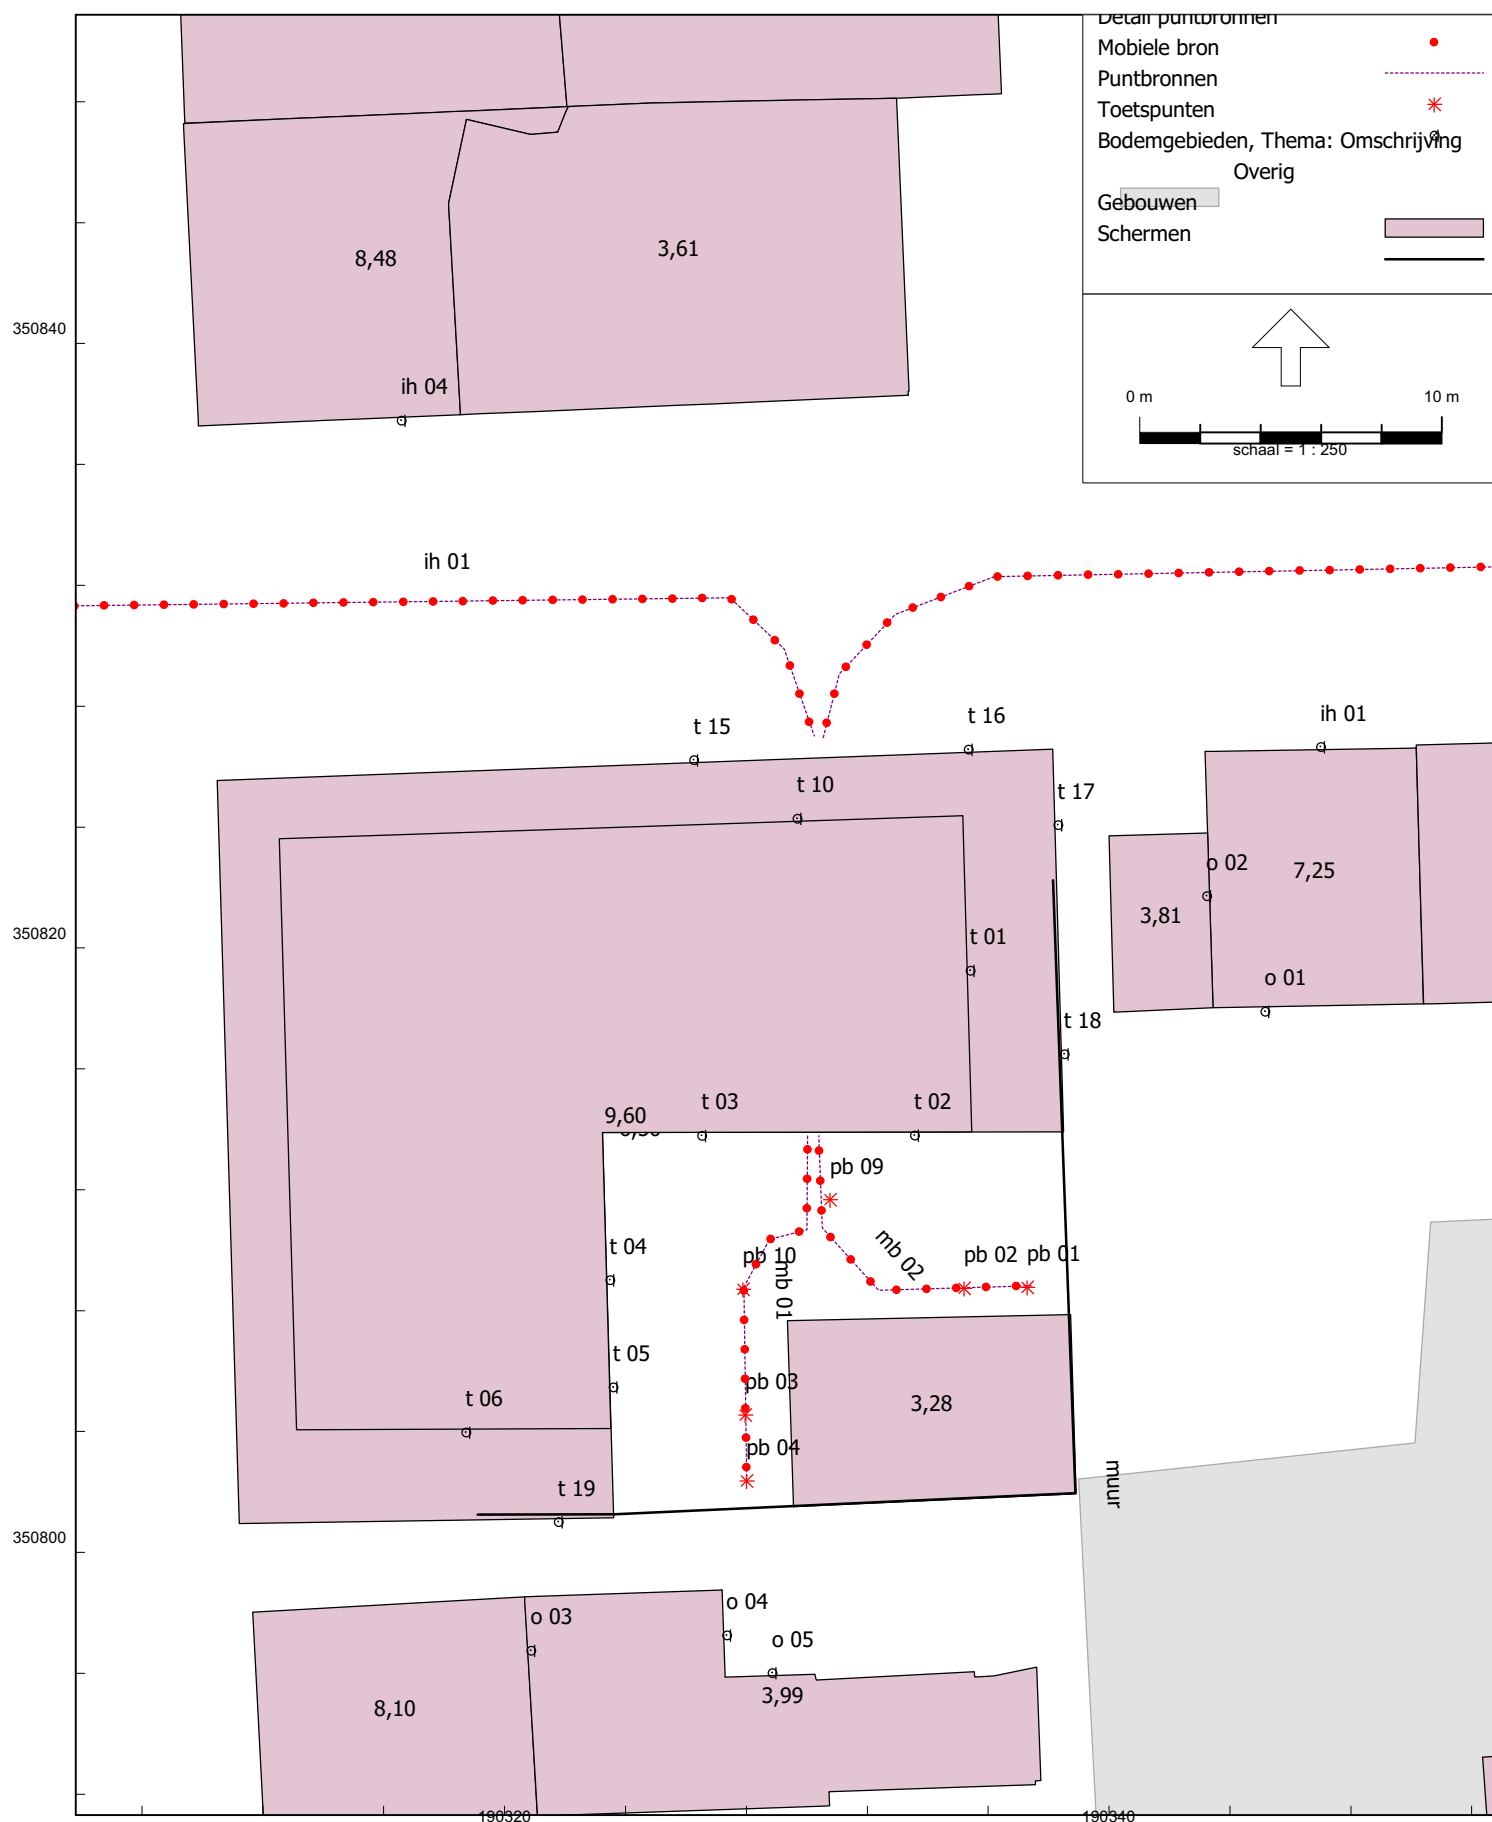 Detail puntbronnen
Mobiele bron
Puntbronnen
Toetspunten
Bodemgebieden, Thema: Omschrijving
Overig
Gebouwen
Schermen
0 m 10 m
schaal = 1 : 250
8,48
3,61
350840
ih 04
ih 01
t 15
t 16
ih 01
t 10
t 17
o 02
7,25
3,81
350820
t 01
o 01
t 18
t 03
t 02
9,60
pb 09
t 04
pb 10
mb 01
mb 02
pb 02
pb 01
t 05
pb 03
t 06
3,28
pb 04
muur
t 19
350800
o 03
o 04
o 05
8,10
3,99
190320
190340